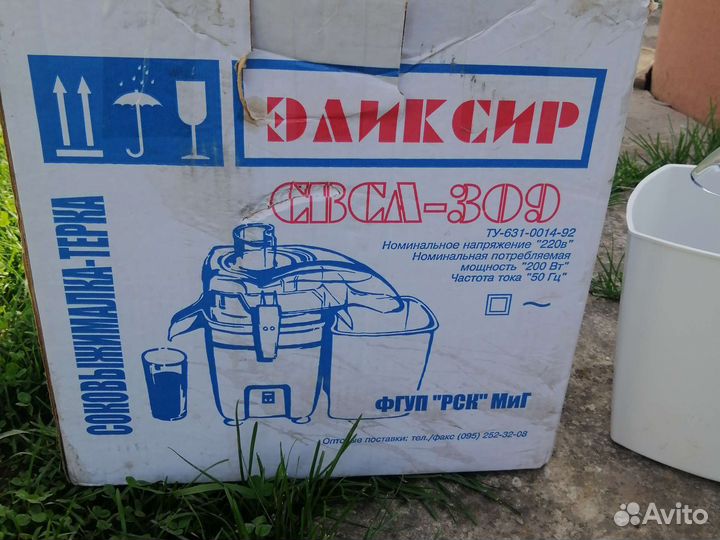 ЭЛИКСИР
СВСЛ-309
ТУ-631-0014-92
Номинальное напряжение "220в"
Номинальная потребляемая
мощность "200 Вт"
Частота тока "50 Гц"
СОКОВЫЖИМАЛКА-ТЕРКА
ФГУП "РСК" МиГ
Оптовые поставки: тел./факс (095) 252-32-08
Avito